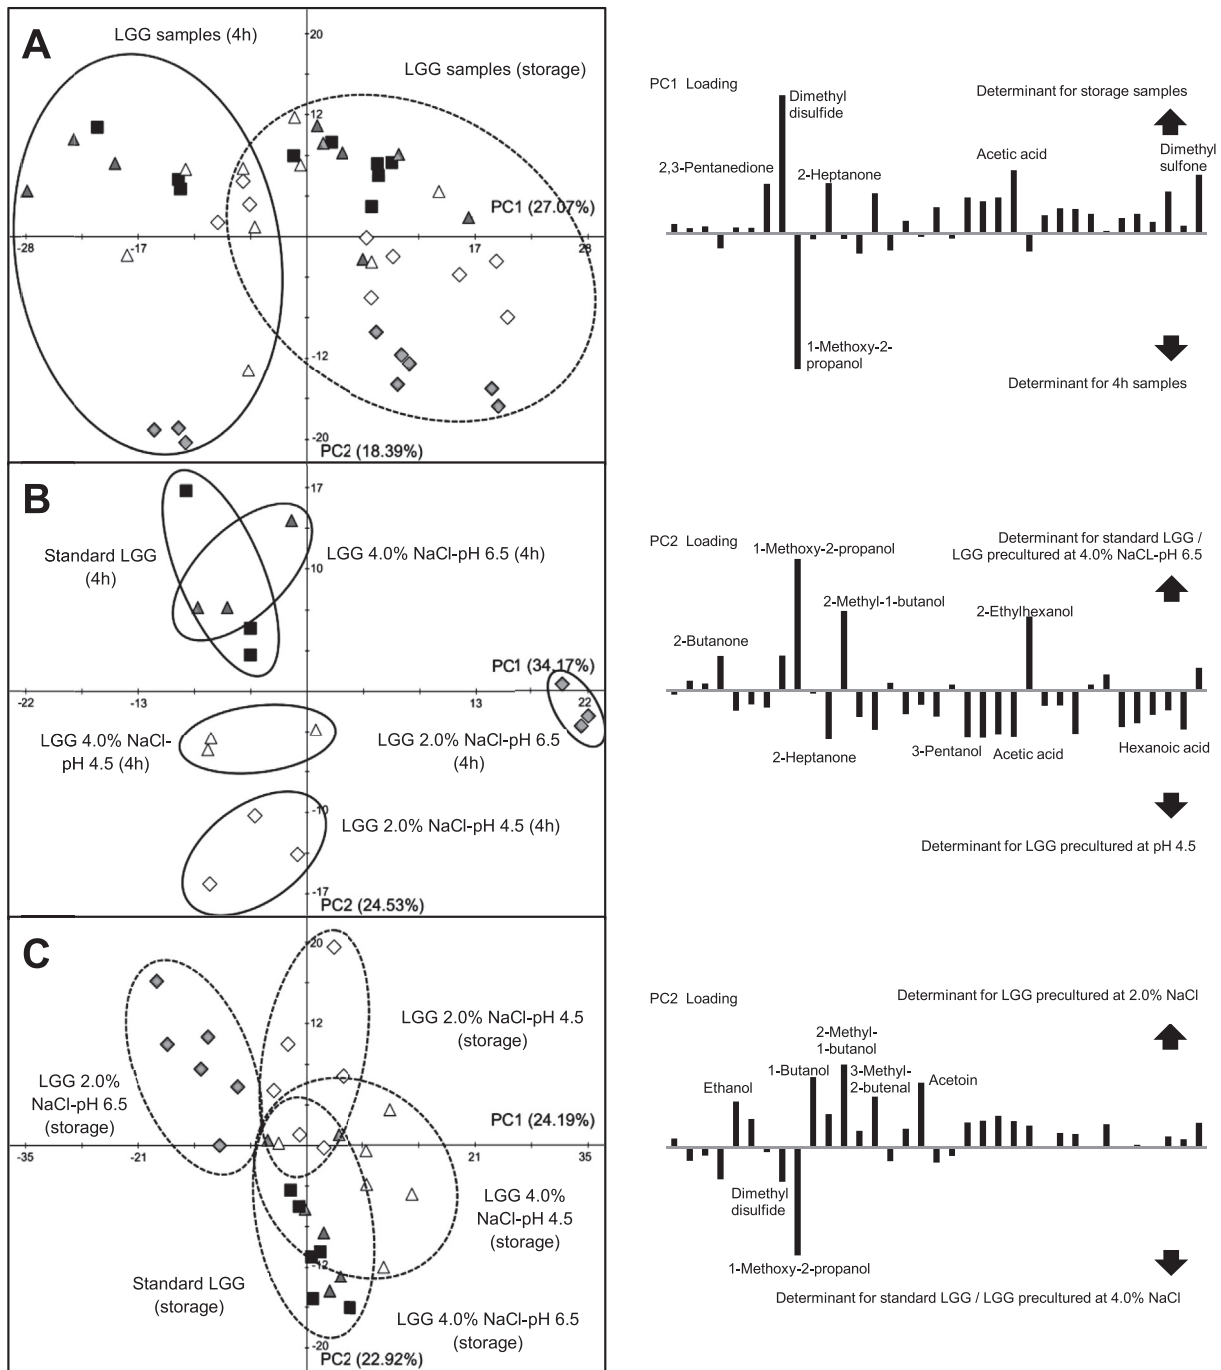 A
LGG samples (4h)
LGG samples (storage)
20
12
PC1 (27.07%)
-28
-17
17
28
-12
-20
PC2 (18.39%)
PC1 Loading
Dimethyl
disulfide
Determinant for storage samples
2,3-Pentanedione
2-Heptanone
Acetic acid
Dimethyl
sulfone
1-Methoxy-2-
propanol
Determinant for 4h samples
B
17
Standard LGG
(4h)
LGG 4.0% NaCl-pH 6.5 (4h)
10
PC1 (34.17%)
-22
-13
13
22
LGG 4.0% NaCl-
pH 4.5 (4h)
LGG 2.0% NaCl-pH 6.5
(4h)
-10
LGG 2.0% NaCl-pH 4.5 (4h)
-17
PC2 (24.53%)
PC2 Loading
1-Methoxy-2-propanol
Determinant for standard LGG /
LGG precultured at 4.0% NaCL-pH 6.5
2-Methyl-1-butanol
2-Ethylhexanol
2-Butanone
2-Heptanone
3-Pentanol
Acetic acid
Hexanoic acid
Determinant for LGG precultured at pH 4.5
C
20
12
LGG 2.0% NaCl-pH 4.5
(storage)
LGG 2.0%
NaCl-pH 6.5
(storage)
PC1 (24.19%)
-35
-21
21
35
LGG 4.0%
NaCl-pH 4.5
(storage)
-12
Standard LGG
(storage)
LGG 4.0% NaCl-pH 6.5
(storage)
-20
PC2 (22.92%)
PC2 Loading
Determinant for LGG precultured at 2.0% NaCl
2-Methyl-
1-butanol
Ethanol
1-Butanol
3-Methyl-
2-butenal
Acetoin
Dimethyl
disulfide
1-Methoxy-2-propanol
Determinant for standard LGG / LGG precultured at 4.0% NaCl